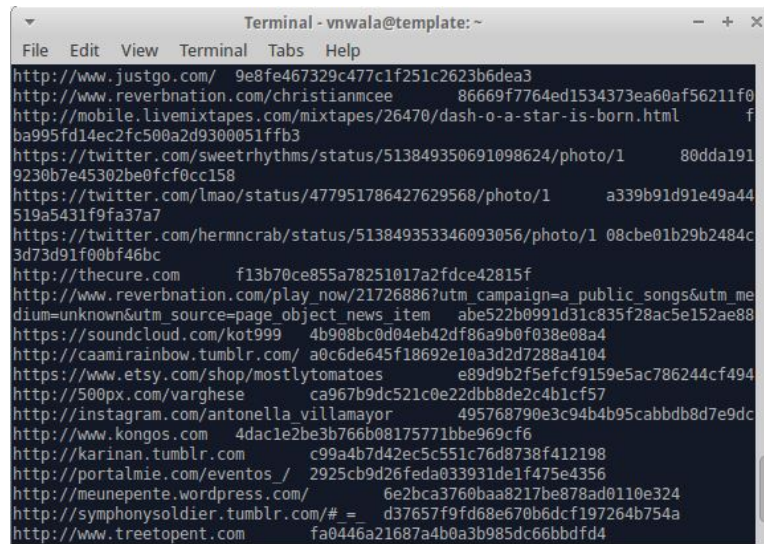 Terminal - vnwala@template: ~
File Edit View Terminal Tabs Help
http://www.justgo.com/ 9e8fe467329c477c1f251c2623b6dea3
http://www.reverbnation.com/christianmcee 86669f7764ed1534373ea60af56211f0
http://mobile.livemixtapes.com/mixtapes/26470/dash-o-a-star-is-born.html f
ba995fd14ec2fc500a2d9300051ffb3
https://twitter.com/sweetrhythms/status/513849350691098624/photo/1 80dda191
9230b7e45302be0fcf0cc158
https://twitter.com/lmao/status/477951786427629568/photo/1 a339b91d91e49a44
519a5431f9fa37a7
https://twitter.com/hermncrab/status/513849353346093056/photo/1 08cbe01b29b2484c
3d73d91f00bf46bc
http://thecure.com f13b70ce855a78251017a2fdce42815f
http://www.reverbnation.com/play_now/21726886?utm_campaign=a_public_songs&utm_me
dium=unknown&utm_source=page_object_news_item abe522b0991d31c835f28ac5e152ae88
https://soundcloud.com/kot999 4b908bc0d04eb42df86a9b0f038e08a4
http://caamirainbow.tumblr.com/ a0c6de645f18692e10a3d2d7288a4104
https://www.etsy.com/shop/mostlytomatoes e89d9b2f5efcf9159e5ac786244cf494
http://500px.com/varghese ca967b9dc521c0e22dbb8de2c4b1cf57
http://instagram.com/antonella_villamayor 495768790e3c94b4b95cabbdb8d7e9dc
http://www.kongos.com 4dac1e2be3b766b08175771bbe969cf6
http://karinan.tumblr.com c99a4b7d42ec5c551c76d8738f412198
http://portalmie.com/eventos_/ 2925cb9d26feda033931de1f475e4356
http://meunepente.wordpress.com/ 6e2bca3760baa8217be878ad0110e324
http://symphonysoldier.tumblr.com/#_=_ d37657f9fd68e670b6dcf197264b754a
http://www.treetopent.com fa0446a21687a4b0a3b985dc66bbdfd4